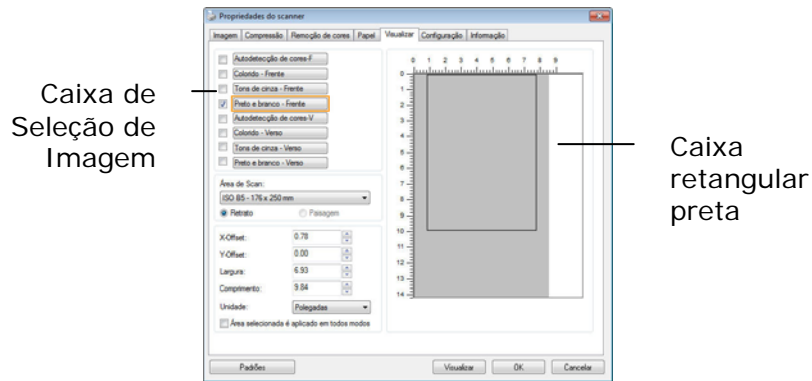 Propriedades do scanner
Imagem Compressão Remoção de cores Papel Visualizar Configuração Informação
Autodetecção de cores-F
Colorido - Frente
Tons de cinza - Frente
Preto e branco - Frente
Autodetecção de cores-V
Colorido - Verso
Tons de cinza - Verso
Preto e branco - Verso
Área de Scan:
ISO B5 - 176 x 250 mm
Retrato Paisagem
X-Offset: 0.78
Y-Offset: 0.00
Largura: 6.93
Comprimento: 9.84
Unidade: Polegadas
Área selecionada é aplicado em todos modos
0 1 2 3 4 5 6 7 8 9
0
1
2
3
4
5
6
7
8
9
10
11
12
13
14
Padrões Visualizar OK Cancelar
Caixa de
Seleção de
Imagem
Caixa
retangular
preta